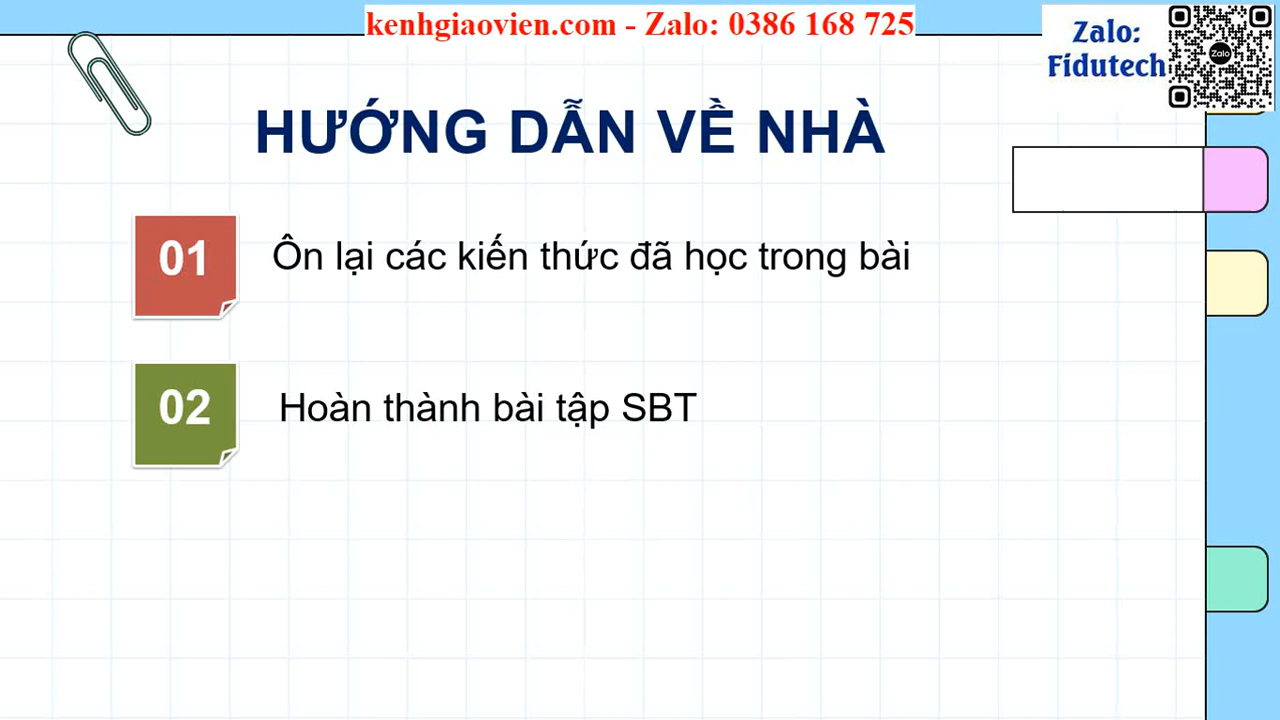 kenhgiaovien.com - Zalo: 0386 168 725
Zalo:
Fidutech
Zalo
HƯỚNG DẪN VỀ NHÀ
01
Ôn lại các kiến thức đã học trong bài
02
Hoàn thành bài tập SBT